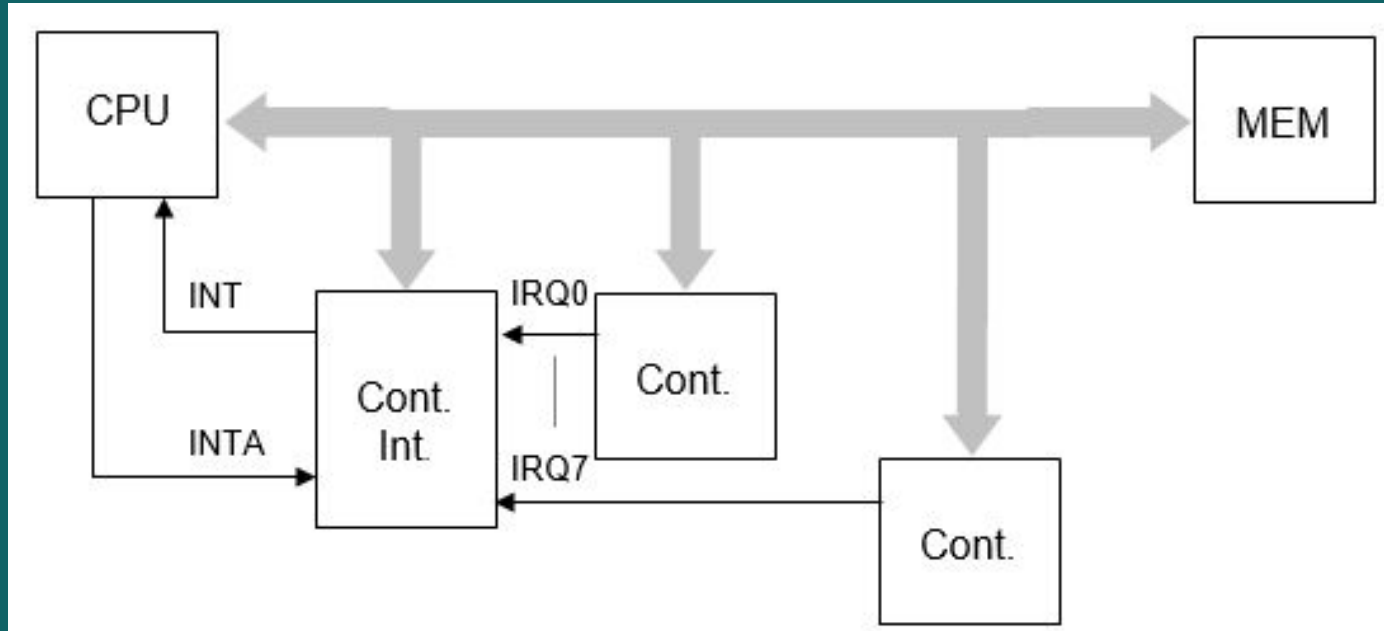 CPU
MEM
INT
IRQ0
Cont.
Cont.
Int.
INTA
IRQ7
Cont.